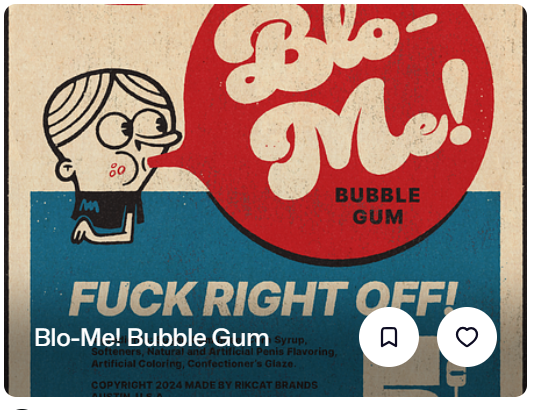 Blo-
Me!
BUBBLE
GUM
FUCK RIGHT OFF!
Blo-Me! Bubble Gum
Syrup,
Softeners, Natural and Artificial Penis Flavoring,
Artificial Coloring, Confectioner's Glaze.
COPYRIGHT 2024 MADE BY RIKCAT BRANDS
AUSTIN, U.S.A.